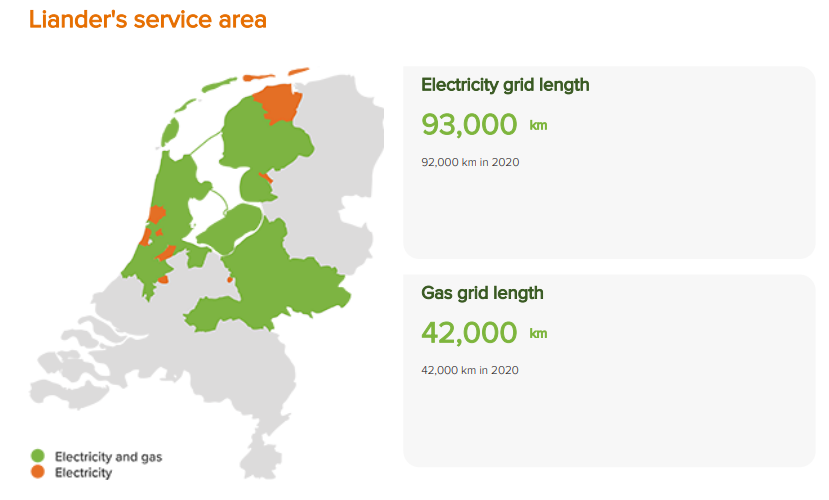 Liander's service area
Electricity grid length
93,000 km
92,000 km in 2020
Gas grid length
42,000 km
42,000 km in 2020
Electricity and gas
Electricity